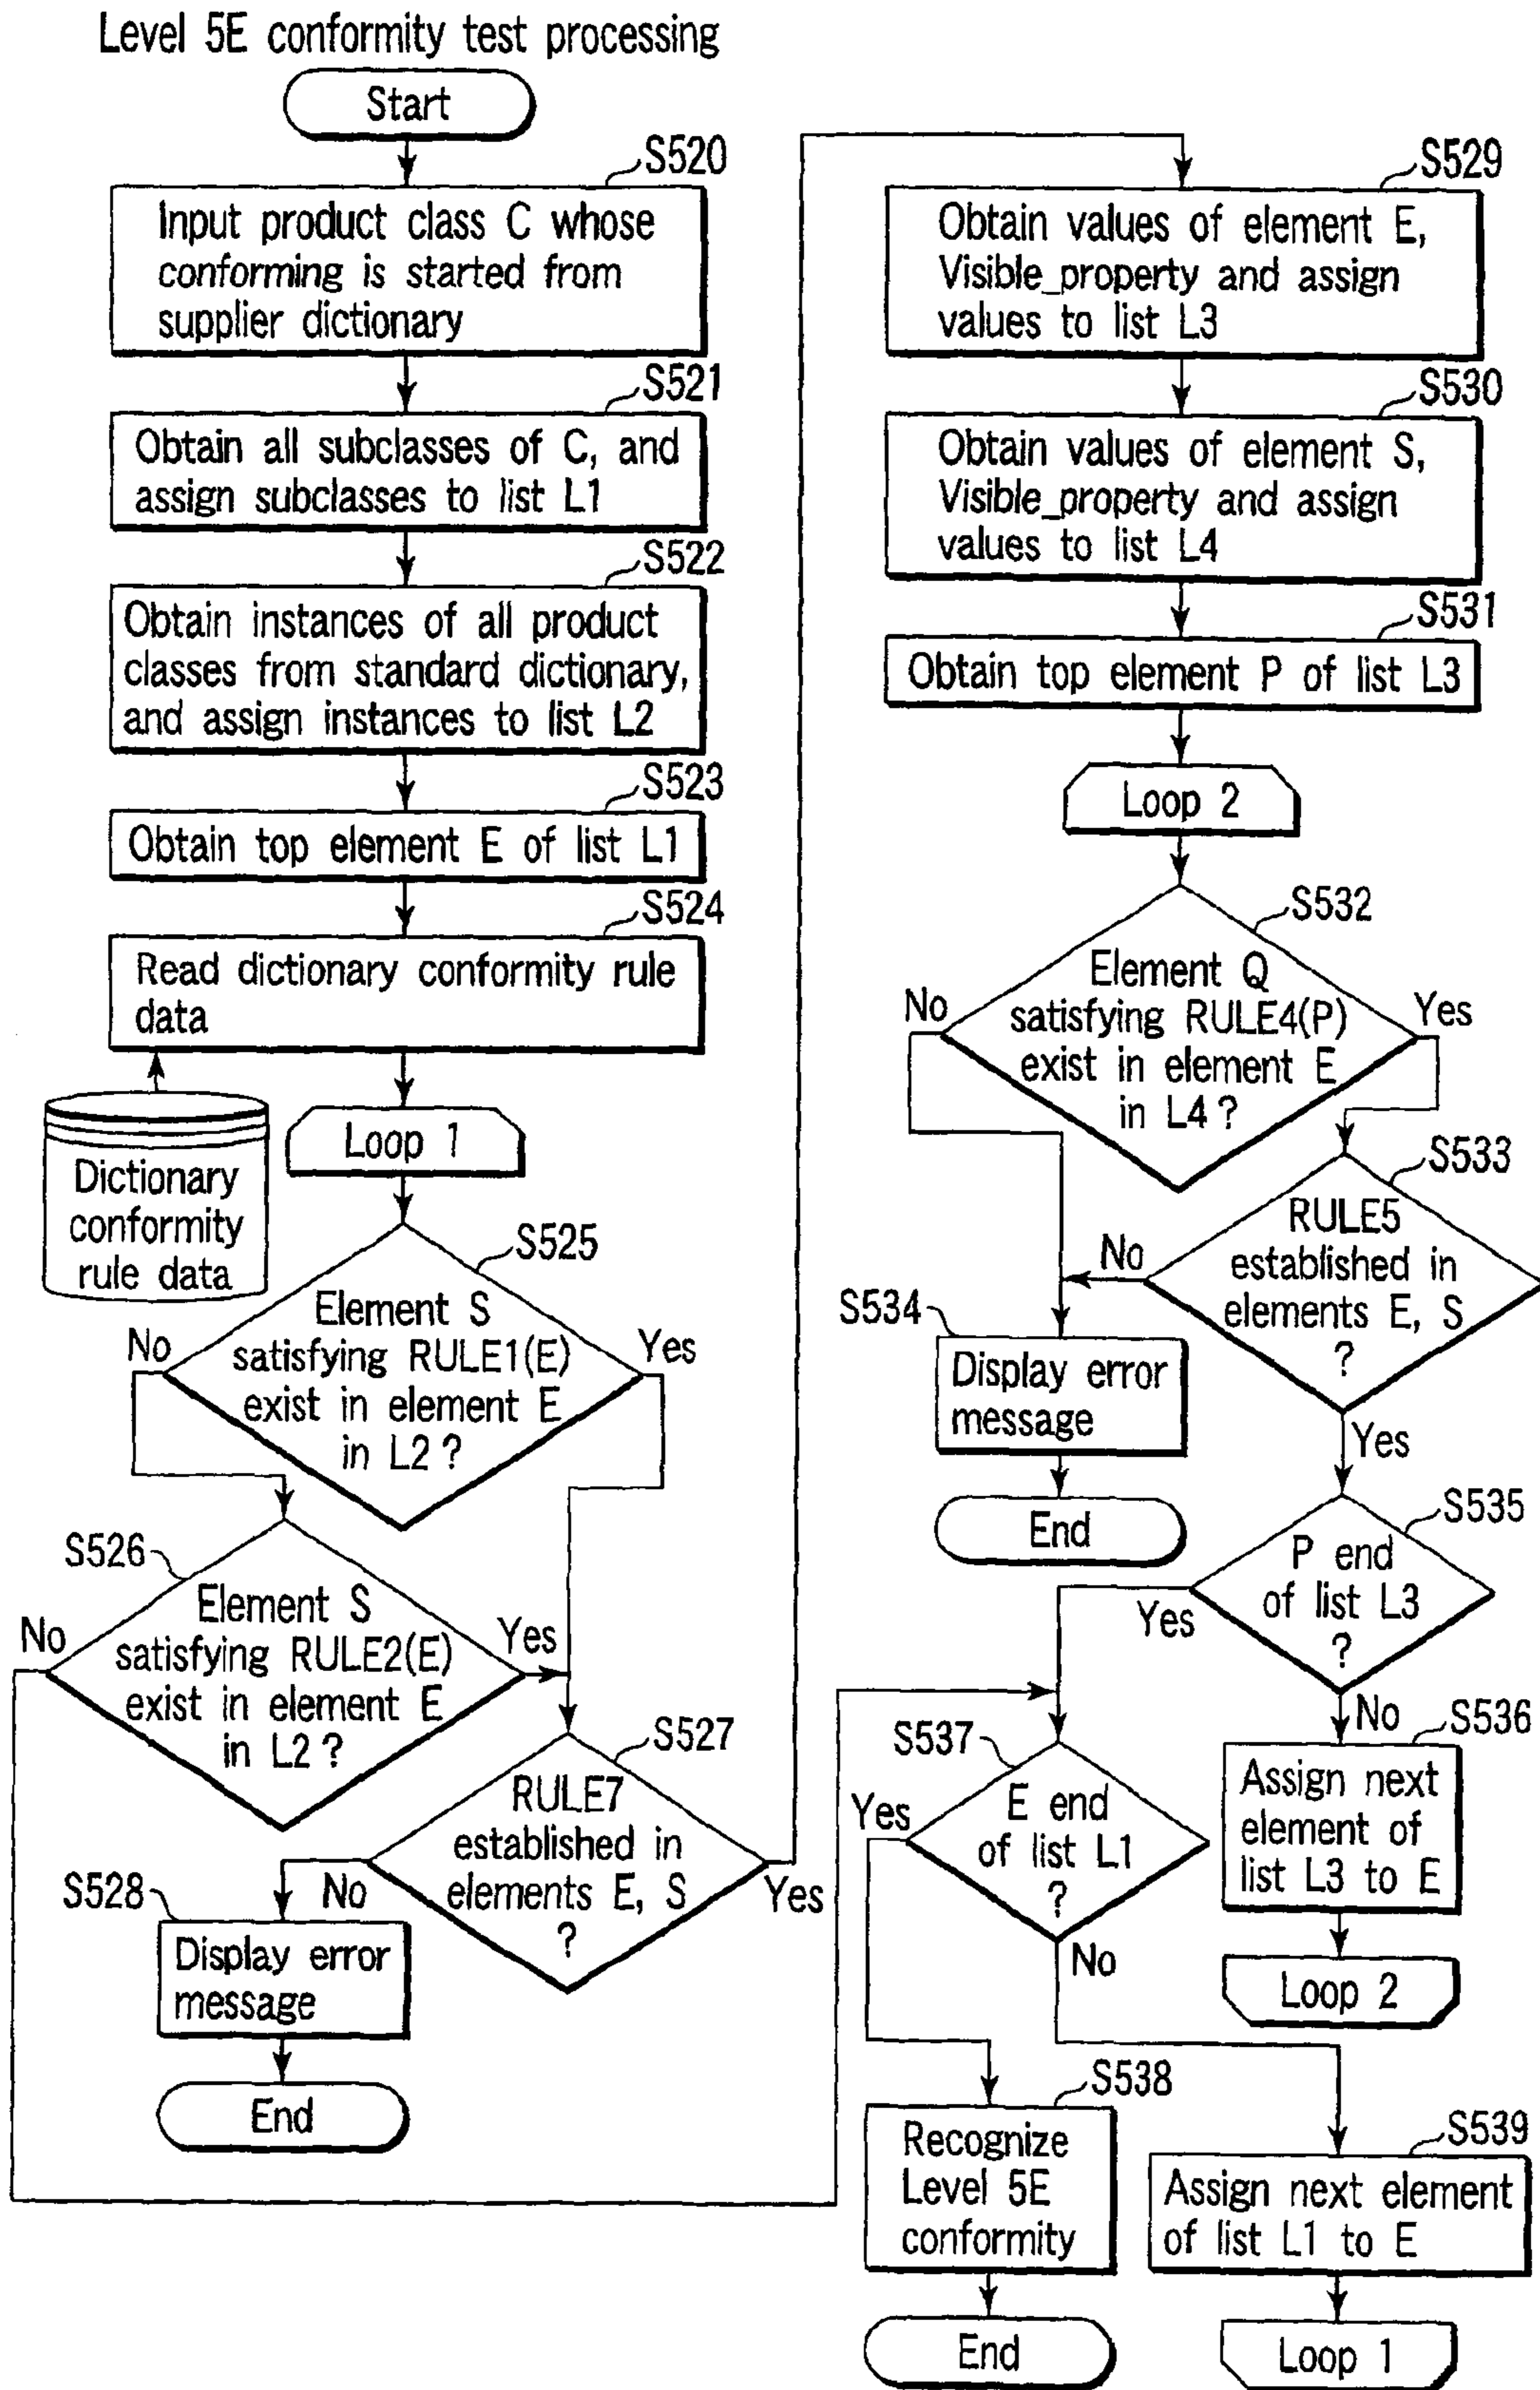 Level 5E conformity test processing
Start
S520
Input product class C whose
conforming is started from
supplier dictionary
S521
Obtain all subclasses of C, and
assign subclasses to list L1
S522
Obtain instances of all product
classes from standard dictionary,
and assign instances to list L2
S523
Obtain top element E of list L1
S524
Read dictionary conformity rule
data
Dictionary
conformity
rule data
Loop 1
S525
Element S
satisfying RULE1(E)
exist in element E
in L2?
No
Yes
S526
Element S
satisfying RULE2(E)
exist in element E
in L2?
No
Yes
S527
RULE7
established in
elements E, S
?
No
Yes
S528
Display error
message
End
S529
Obtain values of element E,
Visible_property and assign
values to list L3
S530
Obtain values of element S,
Visible_property and assign
values to list L4
S531
Obtain top element P of list L3
Loop 2
S532
Element Q
satisfying RULE4(P)
exist in element E
in L4?
No
Yes
S533
RULE5
established in
elements E, S
?
No
Yes
S534
Display error
message
End
S535
P end
of list L3
?
Yes
No
S536
Assign next
element of
list L3 to E
Loop 2
S537
E end
of list L1
?
Yes
No
S538
Recognize
Level 5E
conformity
End
S539
Assign next element
of list L1 to E
Loop 1